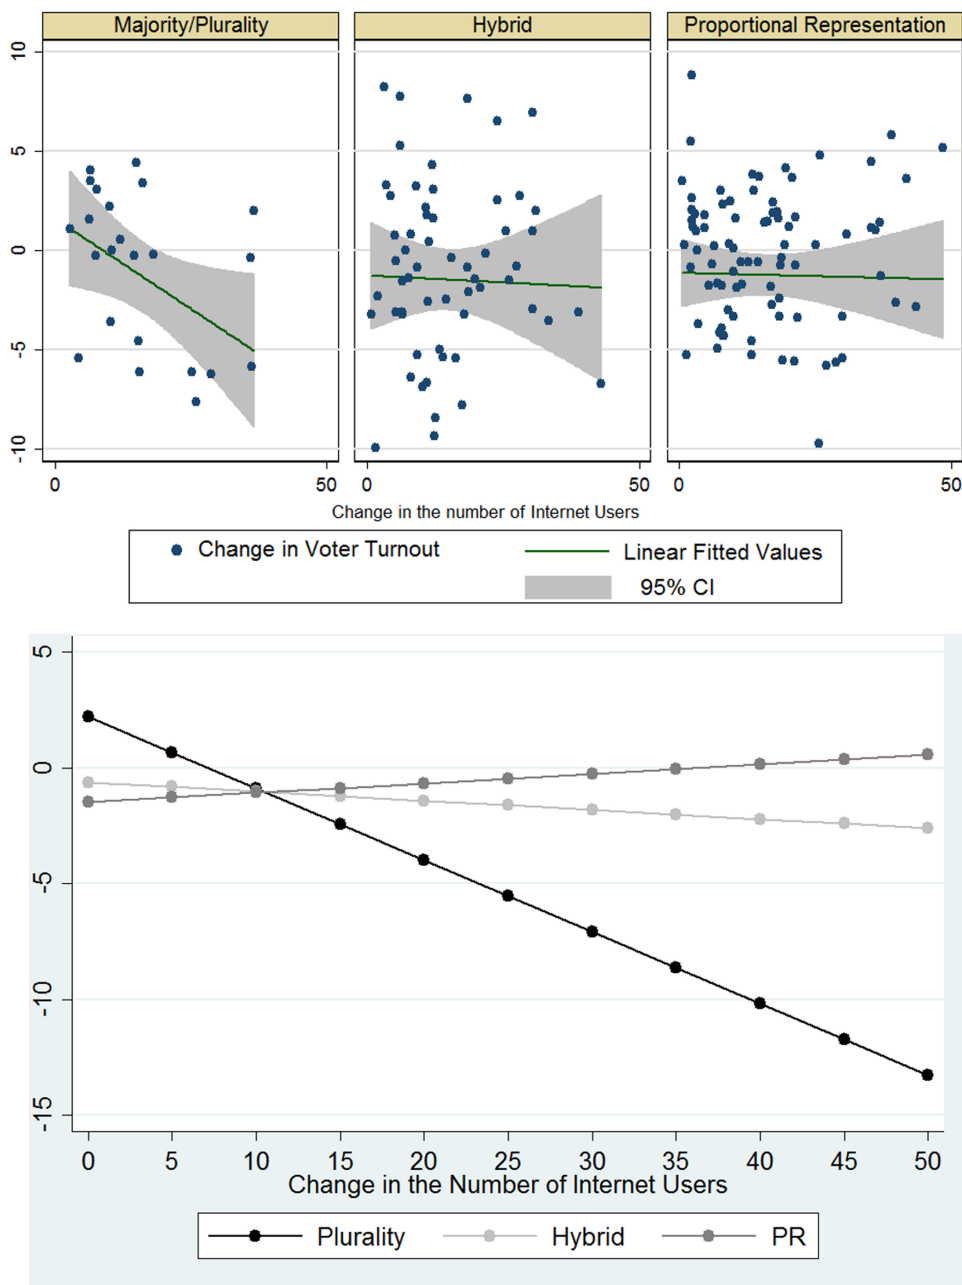 Majority/Plurality Hybrid Proportional Representation
10
5
0
-5
-10
0 50 0 50 0 50
Change in the number of Internet Users
Change in Voter Turnout Linear Fitted Values
95% CI
5
0
-5
-10
-15
0 5 10 15 20 25 30 35 40 45 50
Change in the Number of Internet Users
Plurality Hybrid PR